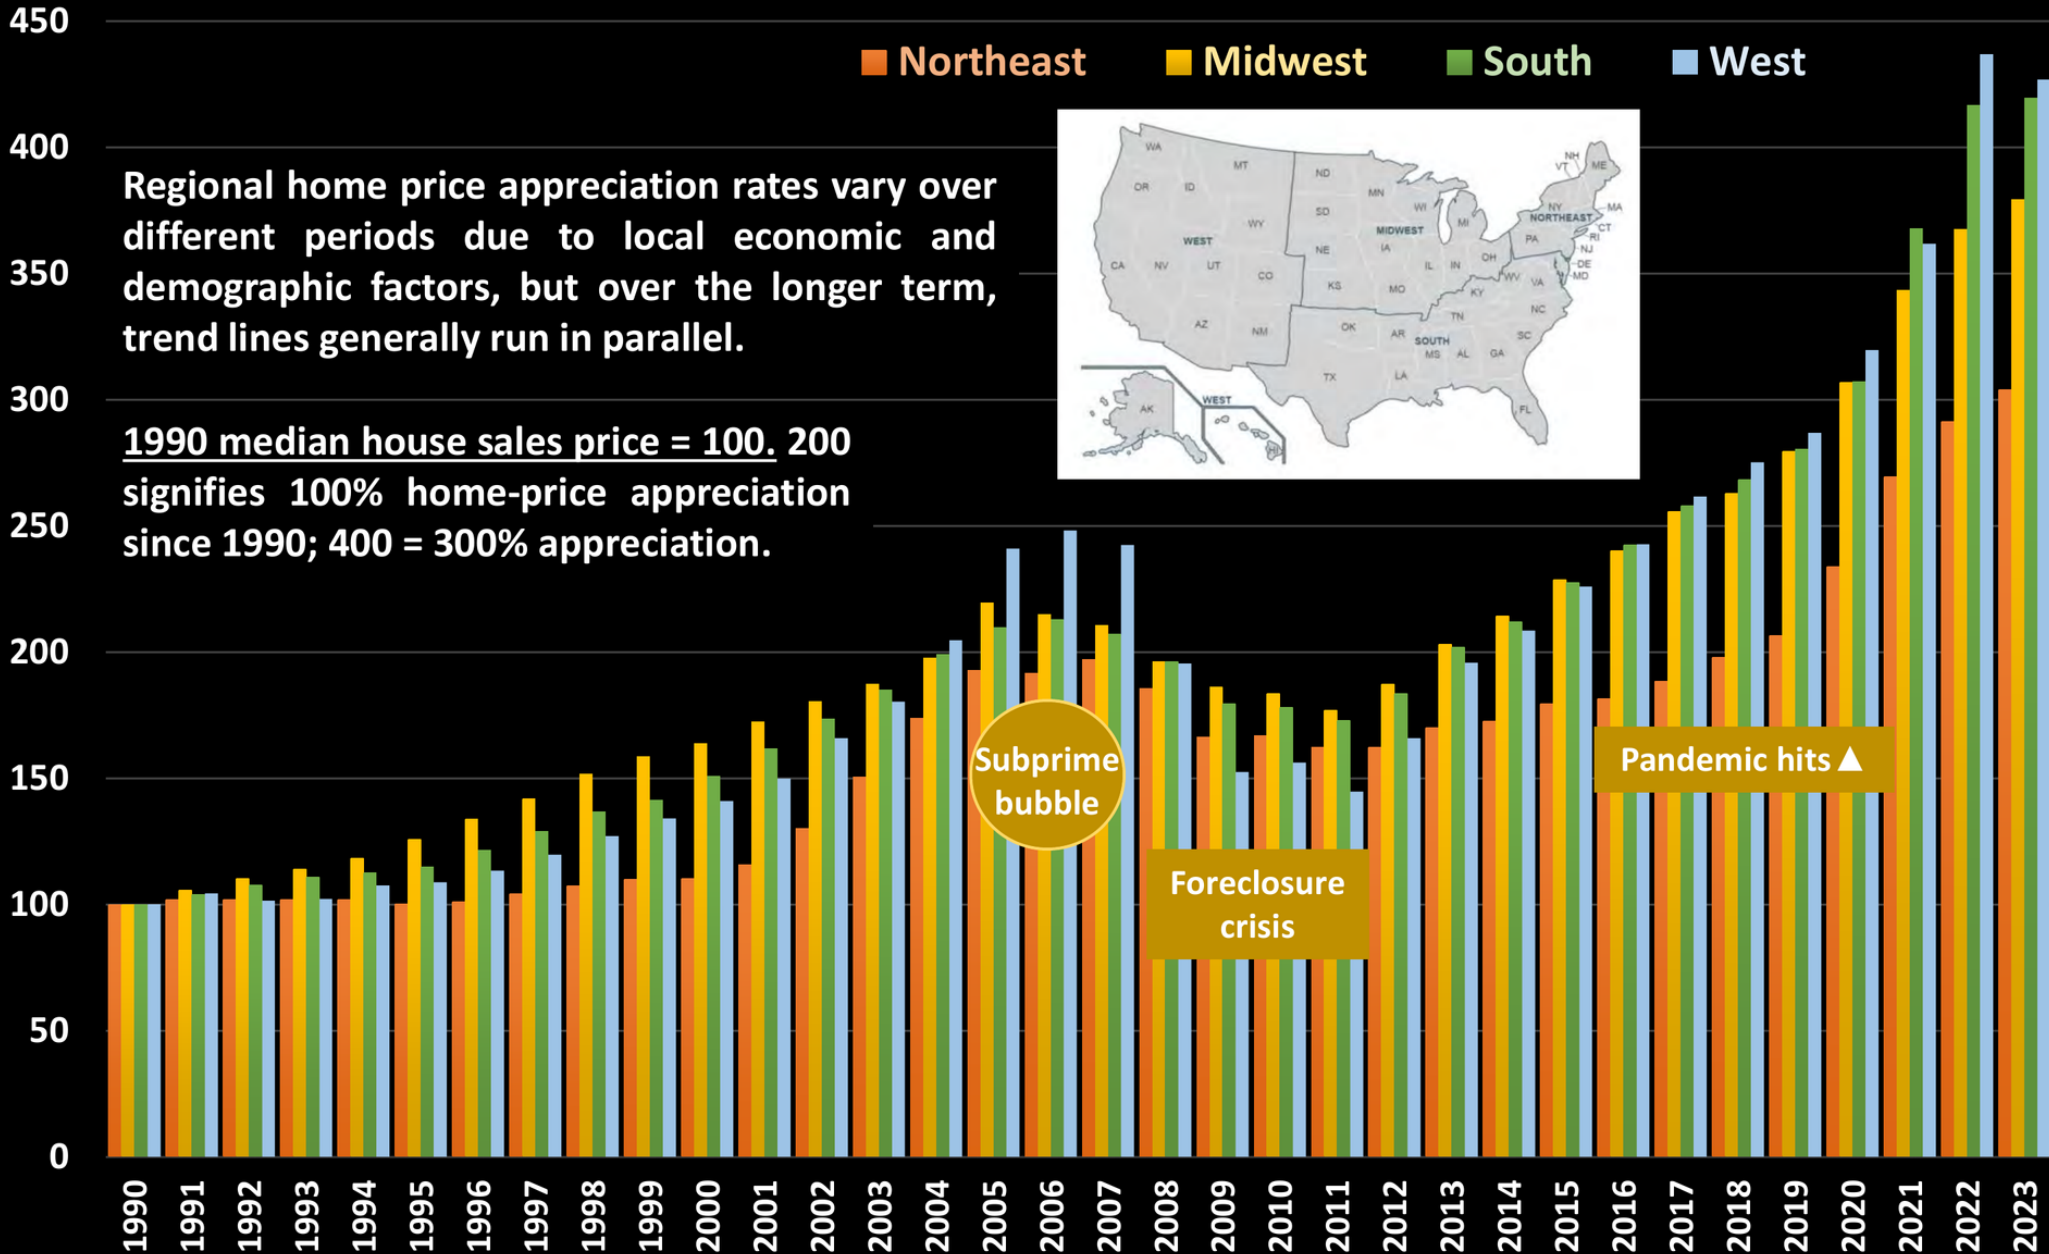 450
Northeast Midwest South West
400
350
300
250
200
150
100
50
0
Regional home price appreciation rates vary over
different periods due to local economic and
demographic factors, but over the longer term,
trend lines generally run in parallel.
1990 median house sales price = 100. 200
signifies 100% home-price appreciation
since 1990; 400 = 300% appreciation.
WA
MT
ND
MN
OR
ID
SD
WI
MI
NH
VT
ME
NY
MA
NORTHEAST
CT
RI
WY
MIDWEST
WEST
NE
IA
PA
NJ
CA
NV
UT
CO
IL
IN
OH
DE
MD
WV
VA
KS
MO
KY
NC
AZ
NM
OK
AR
TN
SC
SOUTH
MS
AL
GA
TX
LA
FL
AK
WEST
HI
Subprime
bubble
Foreclosure
crisis
Pandemic hits ▲
1990 1991 1992 1993 1994 1995 1996 1997 1998 1999 2000 2001 2002 2003 2004 2005 2006 2007 2008 2009 2010 2011 2012 2013 2014 2015 2016 2017 2018 2019 2020 2021 2022 2023